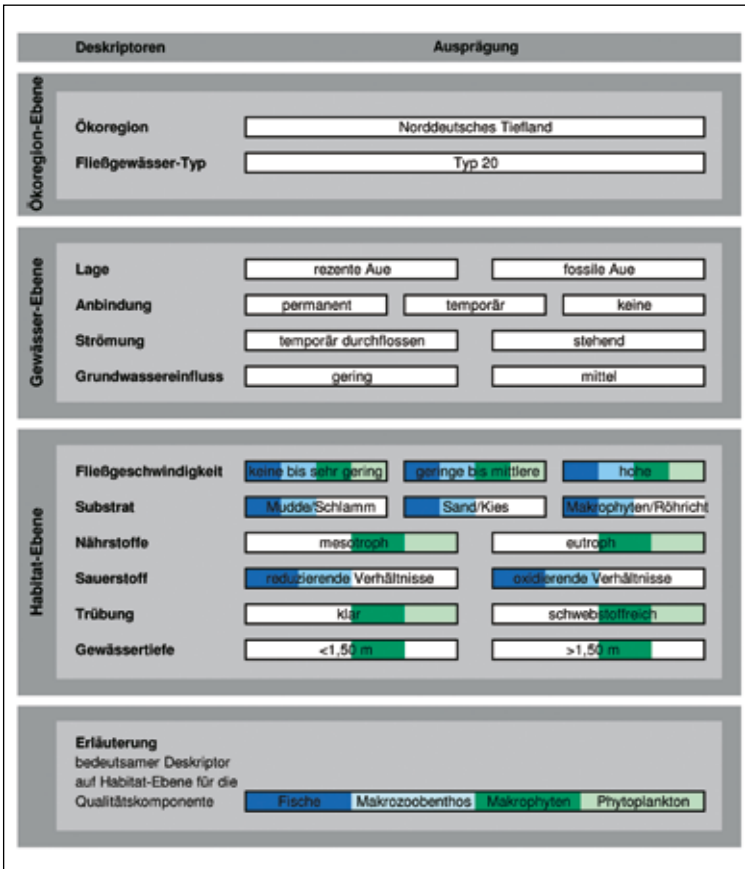 Deskriptoren Ausprägung
Ökoregion-Ebene
Ökoregion Norddeutsches Tiefland
Fließgewässer-Typ Typ 20
Gewässer-Ebene
Lage rezente Aue fossile Aue
Anbindung permanent temporär keine
Strömung temporär durchflossen stehend
Grundwassereinfluss gering mittel
Habitat-Ebene
Fließgeschwindigkeit keine bis sehr gering geringe bis mittlere hohe
Substrat Mudde/Schlamm Sand/Kies Makrophyten/Röhricht
Nährstoffe mesotroph eutroph
Sauerstoff reduzierende Verhältnisse oxidierende Verhältnisse
Trübung klar schwebstoffreich
Gewässertiefe <1,50 m >1,50 m
Erläuterung
bedeutsamer Deskriptor
auf Habitat-Ebene für die
Qualitätskomponente Fische Makrozoobenthos Makrophyten Phytoplankton